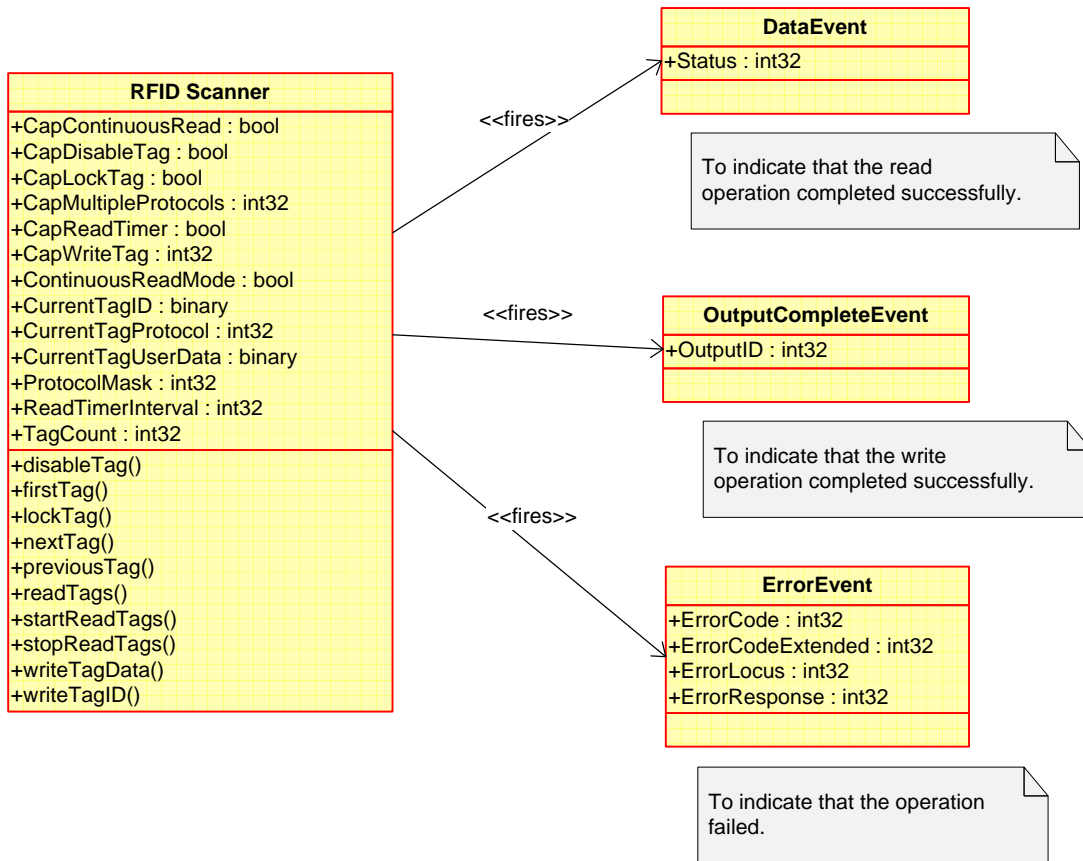 RFID Scanner
+CapContinuousRead : bool
+CapDisableTag : bool
+CapLockTag : bool
+CapMultipleProtocols : int32
+CapReadTimer : bool
+CapWriteTag : int32
+ContinuousReadMode : bool
+CurrentTagID : binary
+CurrentTagProtocol : int32
+CurrentTagUserData : binary
+ProtocolMask : int32
+ReadTimerInterval : int32
+TagCount : int32
+disableTag()
+firstTag()
+lockTag()
+nextTag()
+previousTag()
+readTags()
+startReadTags()
+stopReadTags()
+writeTagData()
+writeTagID()
<<fires>>
DataEvent
+Status : int32
To indicate that the read
operation completed successfully.
<<fires>>
OutputCompleteEvent
+OutputID : int32
To indicate that the write
operation completed successfully.
<<fires>>
ErrorEvent
+ErrorCode : int32
+ErrorCodeExtended : int32
+ErrorLocus : int32
+ErrorResponse : int32
To indicate that the operation
failed.